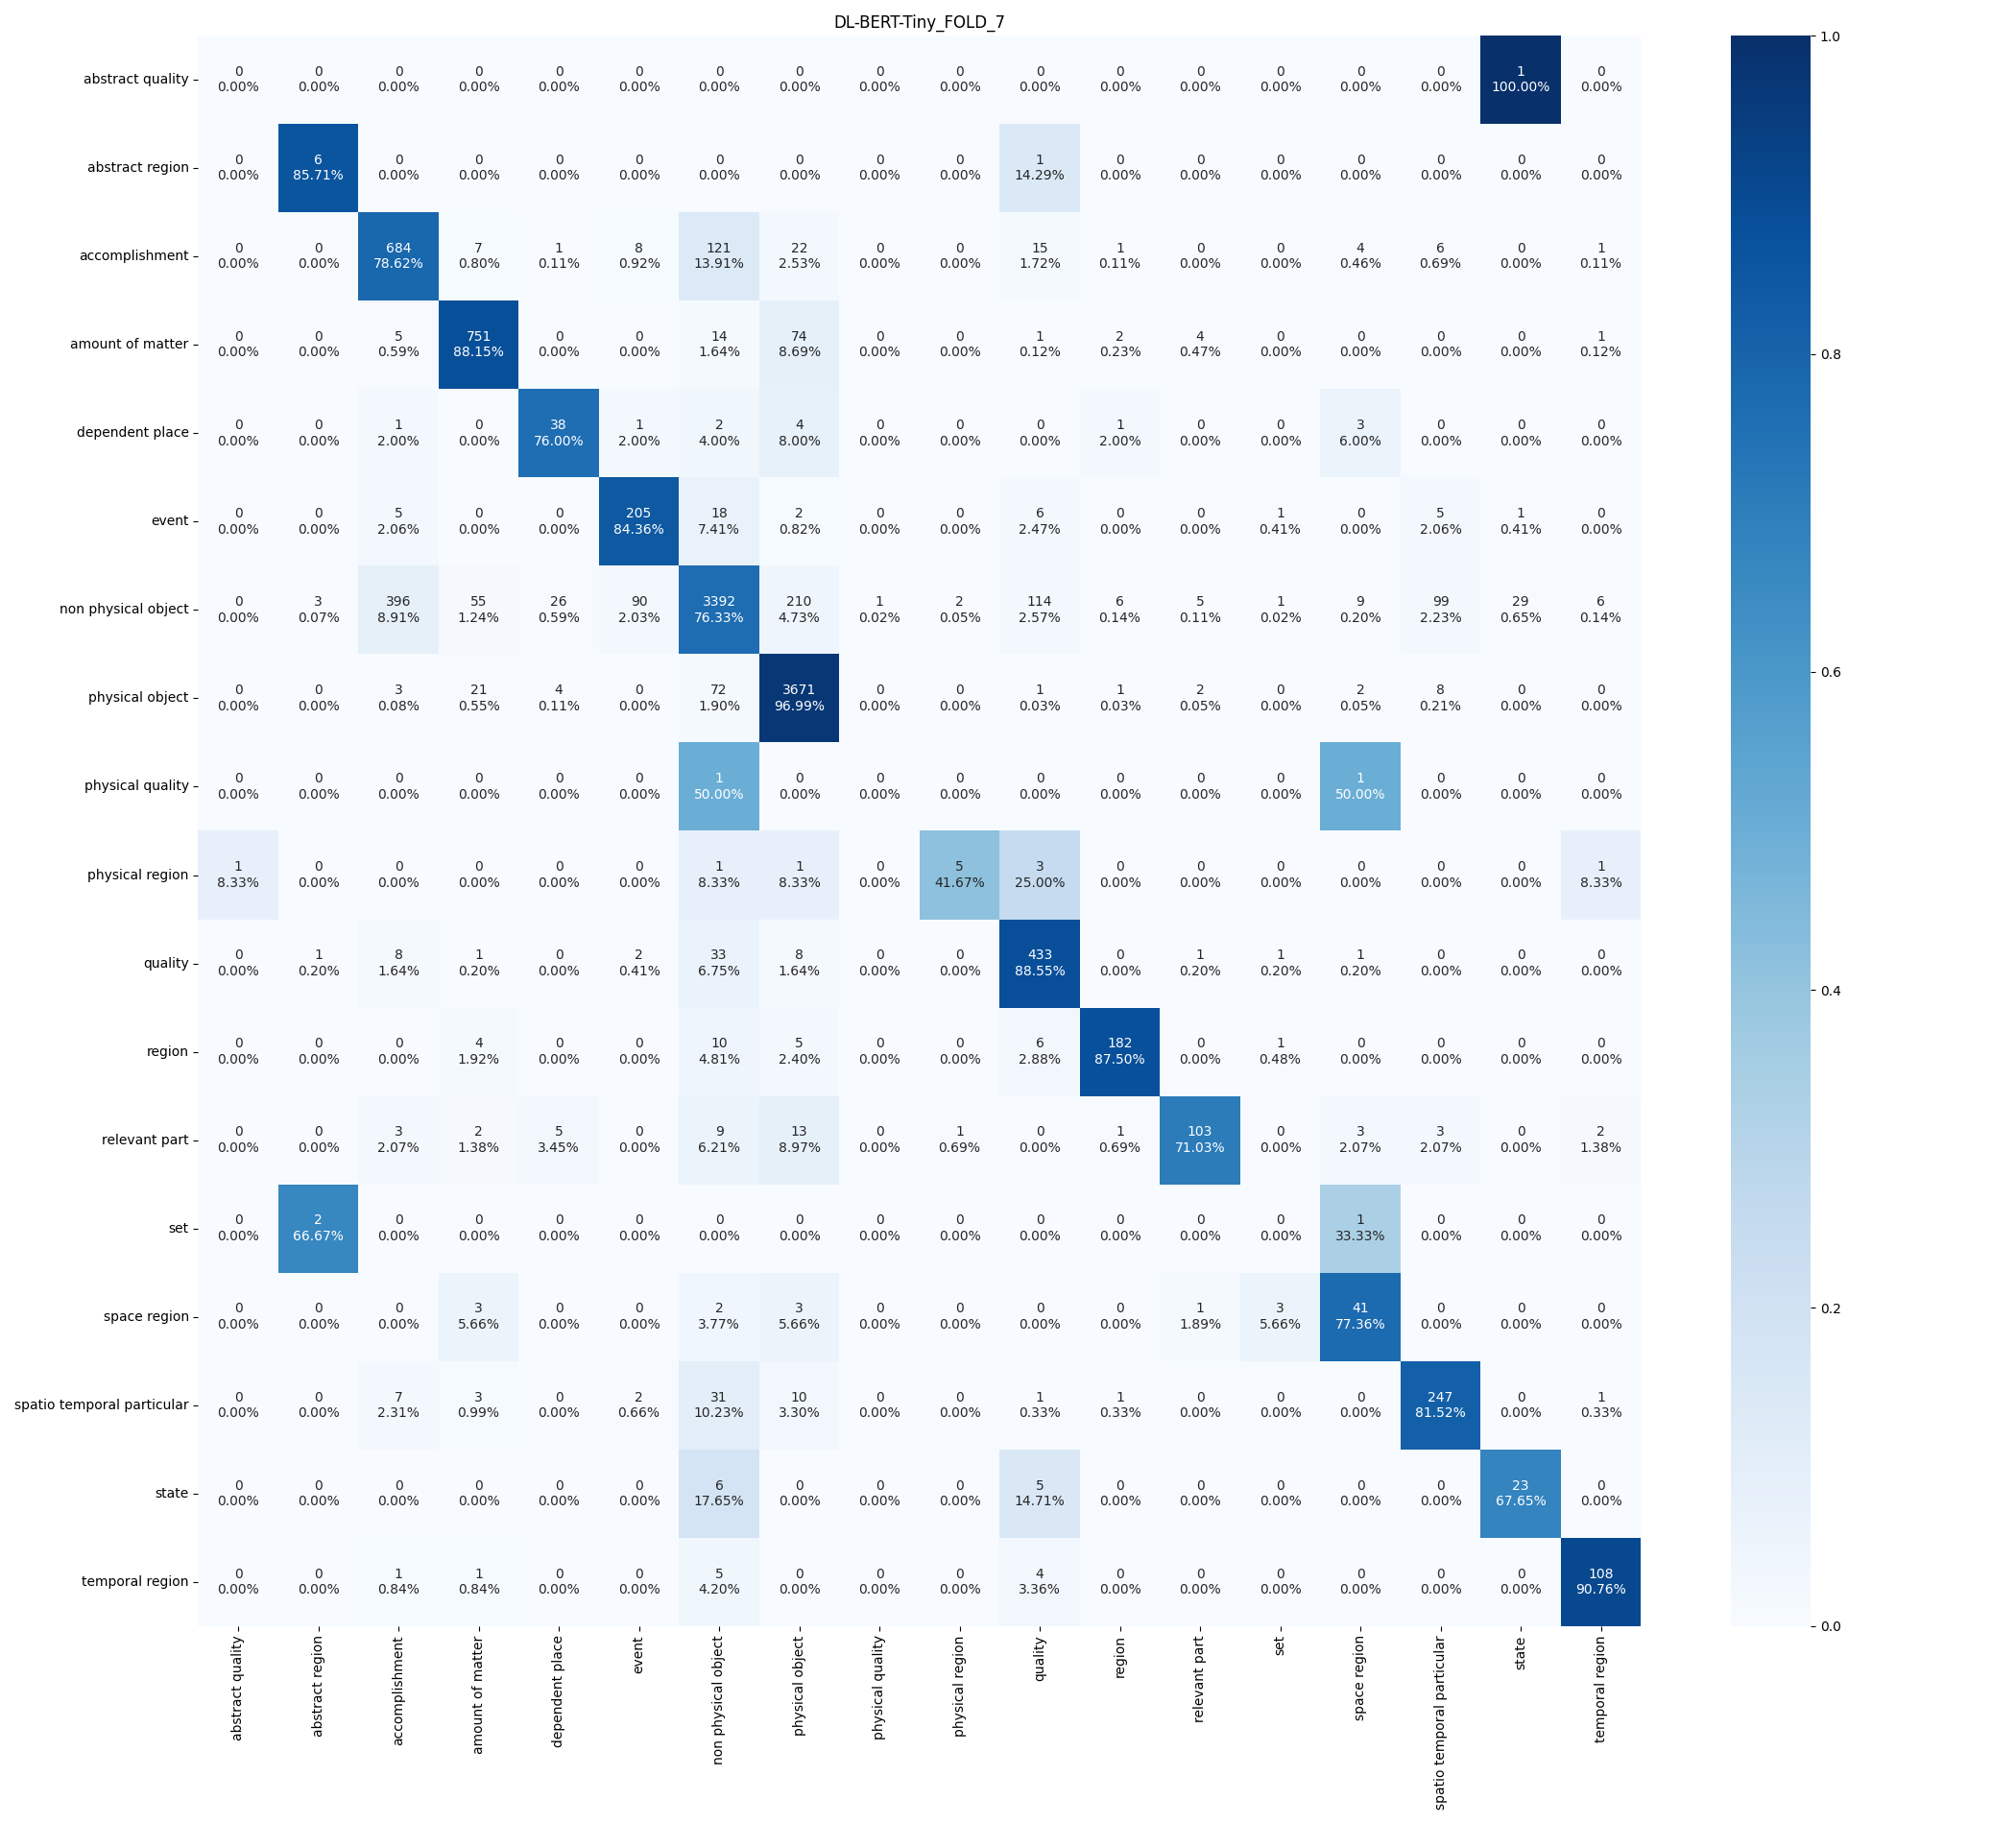 DL-BERT-Tiny_FOLD_7
abstract quality 0 0 0 0 0 0 0 0 0 0 0 0 0 0 0 0 1 0
0.00% 0.00% 0.00% 0.00% 0.00% 0.00% 0.00% 0.00% 0.00% 0.00% 0.00% 0.00% 0.00% 0.00% 0.00% 0.00% 100.00% 0.00%
abstract region 0 6 0 0 0 0 0 0 0 0 1 0 0 0 0 0 0 0
0.00% 85.71% 0.00% 0.00% 0.00% 0.00% 0.00% 0.00% 0.00% 0.00% 14.29% 0.00% 0.00% 0.00% 0.00% 0.00% 0.00% 0.00%
accomplishment 0 0 684 7 1 8 121 22 0 0 15 1 0 0 4 6 0 1
0.00% 0.00% 78.62% 0.80% 0.11% 0.92% 13.91% 2.53% 0.00% 0.00% 1.72% 0.11% 0.00% 0.00% 0.46% 0.69% 0.00% 0.11%
amount of matter 0 0 5 751 0 0 14 74 0 0 1 2 4 0 0 0 0 1
0.00% 0.00% 0.59% 88.15% 0.00% 0.00% 1.64% 8.69% 0.00% 0.00% 0.12% 0.23% 0.47% 0.00% 0.00% 0.00% 0.00% 0.12%
dependent place 0 0 1 0 38 1 2 4 0 0 0 1 0 0 3 0 0 0
0.00% 0.00% 2.00% 0.00% 76.00% 2.00% 4.00% 8.00% 0.00% 0.00% 0.00% 2.00% 0.00% 0.00% 6.00% 0.00% 0.00% 0.00%
event 0 0 5 0 0 205 18 2 0 0 6 0 0 1 0 5 1 0
0.00% 0.00% 2.06% 0.00% 0.00% 84.36% 7.41% 0.82% 0.00% 0.00% 2.47% 0.00% 0.00% 0.41% 0.00% 2.06% 0.41% 0.00%
non physical object 0 3 396 55 26 90 3392 210 1 2 114 6 5 1 9 99 29 6
0.00% 0.07% 8.91% 1.24% 0.59% 2.03% 76.33% 4.73% 0.02% 0.05% 2.57% 0.14% 0.11% 0.02% 0.20% 2.23% 0.65% 0.14%
physical object 0 0 3 21 4 0 72 3671 0 0 1 1 2 0 2 8 0 0
0.00% 0.00% 0.08% 0.55% 0.11% 0.00% 1.90% 96.99% 0.00% 0.00% 0.03% 0.03% 0.05% 0.00% 0.05% 0.21% 0.00% 0.00%
physical quality 0 0 0 0 0 0 1 0 0 0 0 0 0 0 1 0 0 0
0.00% 0.00% 0.00% 0.00% 0.00% 0.00% 50.00% 0.00% 0.00% 0.00% 0.00% 0.00% 0.00% 0.00% 50.00% 0.00% 0.00% 0.00%
physical region 1 0 0 0 0 0 1 1 0 5 3 0 0 0 0 0 0 1
8.33% 0.00% 0.00% 0.00% 0.00% 0.00% 8.33% 8.33% 0.00% 41.67% 25.00% 0.00% 0.00% 0.00% 0.00% 0.00% 0.00% 8.33%
quality 0 1 8 1 0 2 33 8 0 0 433 0 1 1 1 0 0 0
0.00% 0.20% 1.64% 0.20% 0.00% 0.41% 6.75% 1.64% 0.00% 0.00% 88.55% 0.00% 0.20% 0.20% 0.20% 0.00% 0.00% 0.00%
region 0 0 0 4 0 0 10 5 0 0 6 182 0 1 0 0 0 0
0.00% 0.00% 0.00% 1.92% 0.00% 0.00% 4.81% 2.40% 0.00% 0.00% 2.88% 87.50% 0.00% 0.48% 0.00% 0.00% 0.00% 0.00%
relevant part 0 0 3 2 5 0 9 13 0 1 0 1 103 0 3 3 0 2
0.00% 0.00% 2.07% 1.38% 3.45% 0.00% 6.21% 8.97% 0.00% 0.69% 0.00% 0.69% 71.03% 0.00% 2.07% 2.07% 0.00% 1.38%
set 0 2 0 0 0 0 0 0 0 0 0 0 0 0 1 0 0 0
0.00% 66.67% 0.00% 0.00% 0.00% 0.00% 0.00% 0.00% 0.00% 0.00% 0.00% 0.00% 0.00% 0.00% 33.33% 0.00% 0.00% 0.00%
space region 0 0 0 3 0 0 2 3 0 0 0 0 1 3 41 0 0 0
0.00% 0.00% 0.00% 5.66% 0.00% 0.00% 3.77% 5.66% 0.00% 0.00% 0.00% 0.00% 1.89% 5.66% 77.36% 0.00% 0.00% 0.00%
spatio temporal particular 0 0 7 3 0 2 31 10 0 0 1 1 0 0 0 247 0 1
0.00% 0.00% 2.31% 0.99% 0.00% 0.66% 10.23% 3.30% 0.00% 0.00% 0.33% 0.33% 0.00% 0.00% 0.00% 81.52% 0.00% 0.33%
state 0 0 0 0 0 0 6 0 0 0 5 0 0 0 0 0 23 0
0.00% 0.00% 0.00% 0.00% 0.00% 0.00% 17.65% 0.00% 0.00% 0.00% 14.71% 0.00% 0.00% 0.00% 0.00% 0.00% 67.65% 0.00%
temporal region 0 0 1 1 0 0 5 0 0 0 4 0 0 0 0 0 0 108
0.00% 0.00% 0.84% 0.84% 0.00% 0.00% 4.20% 0.00% 0.00% 0.00% 3.36% 0.00% 0.00% 0.00% 0.00% 0.00% 0.00% 90.76%
abstract quality
abstract region
accomplishment
amount of matter
dependent place
event
non physical object
physical object
physical quality
physical region
quality
region
relevant part
set
space region
spatio temporal particular
state
temporal region
1.0
0.8
0.6
0.4
0.2
0.0